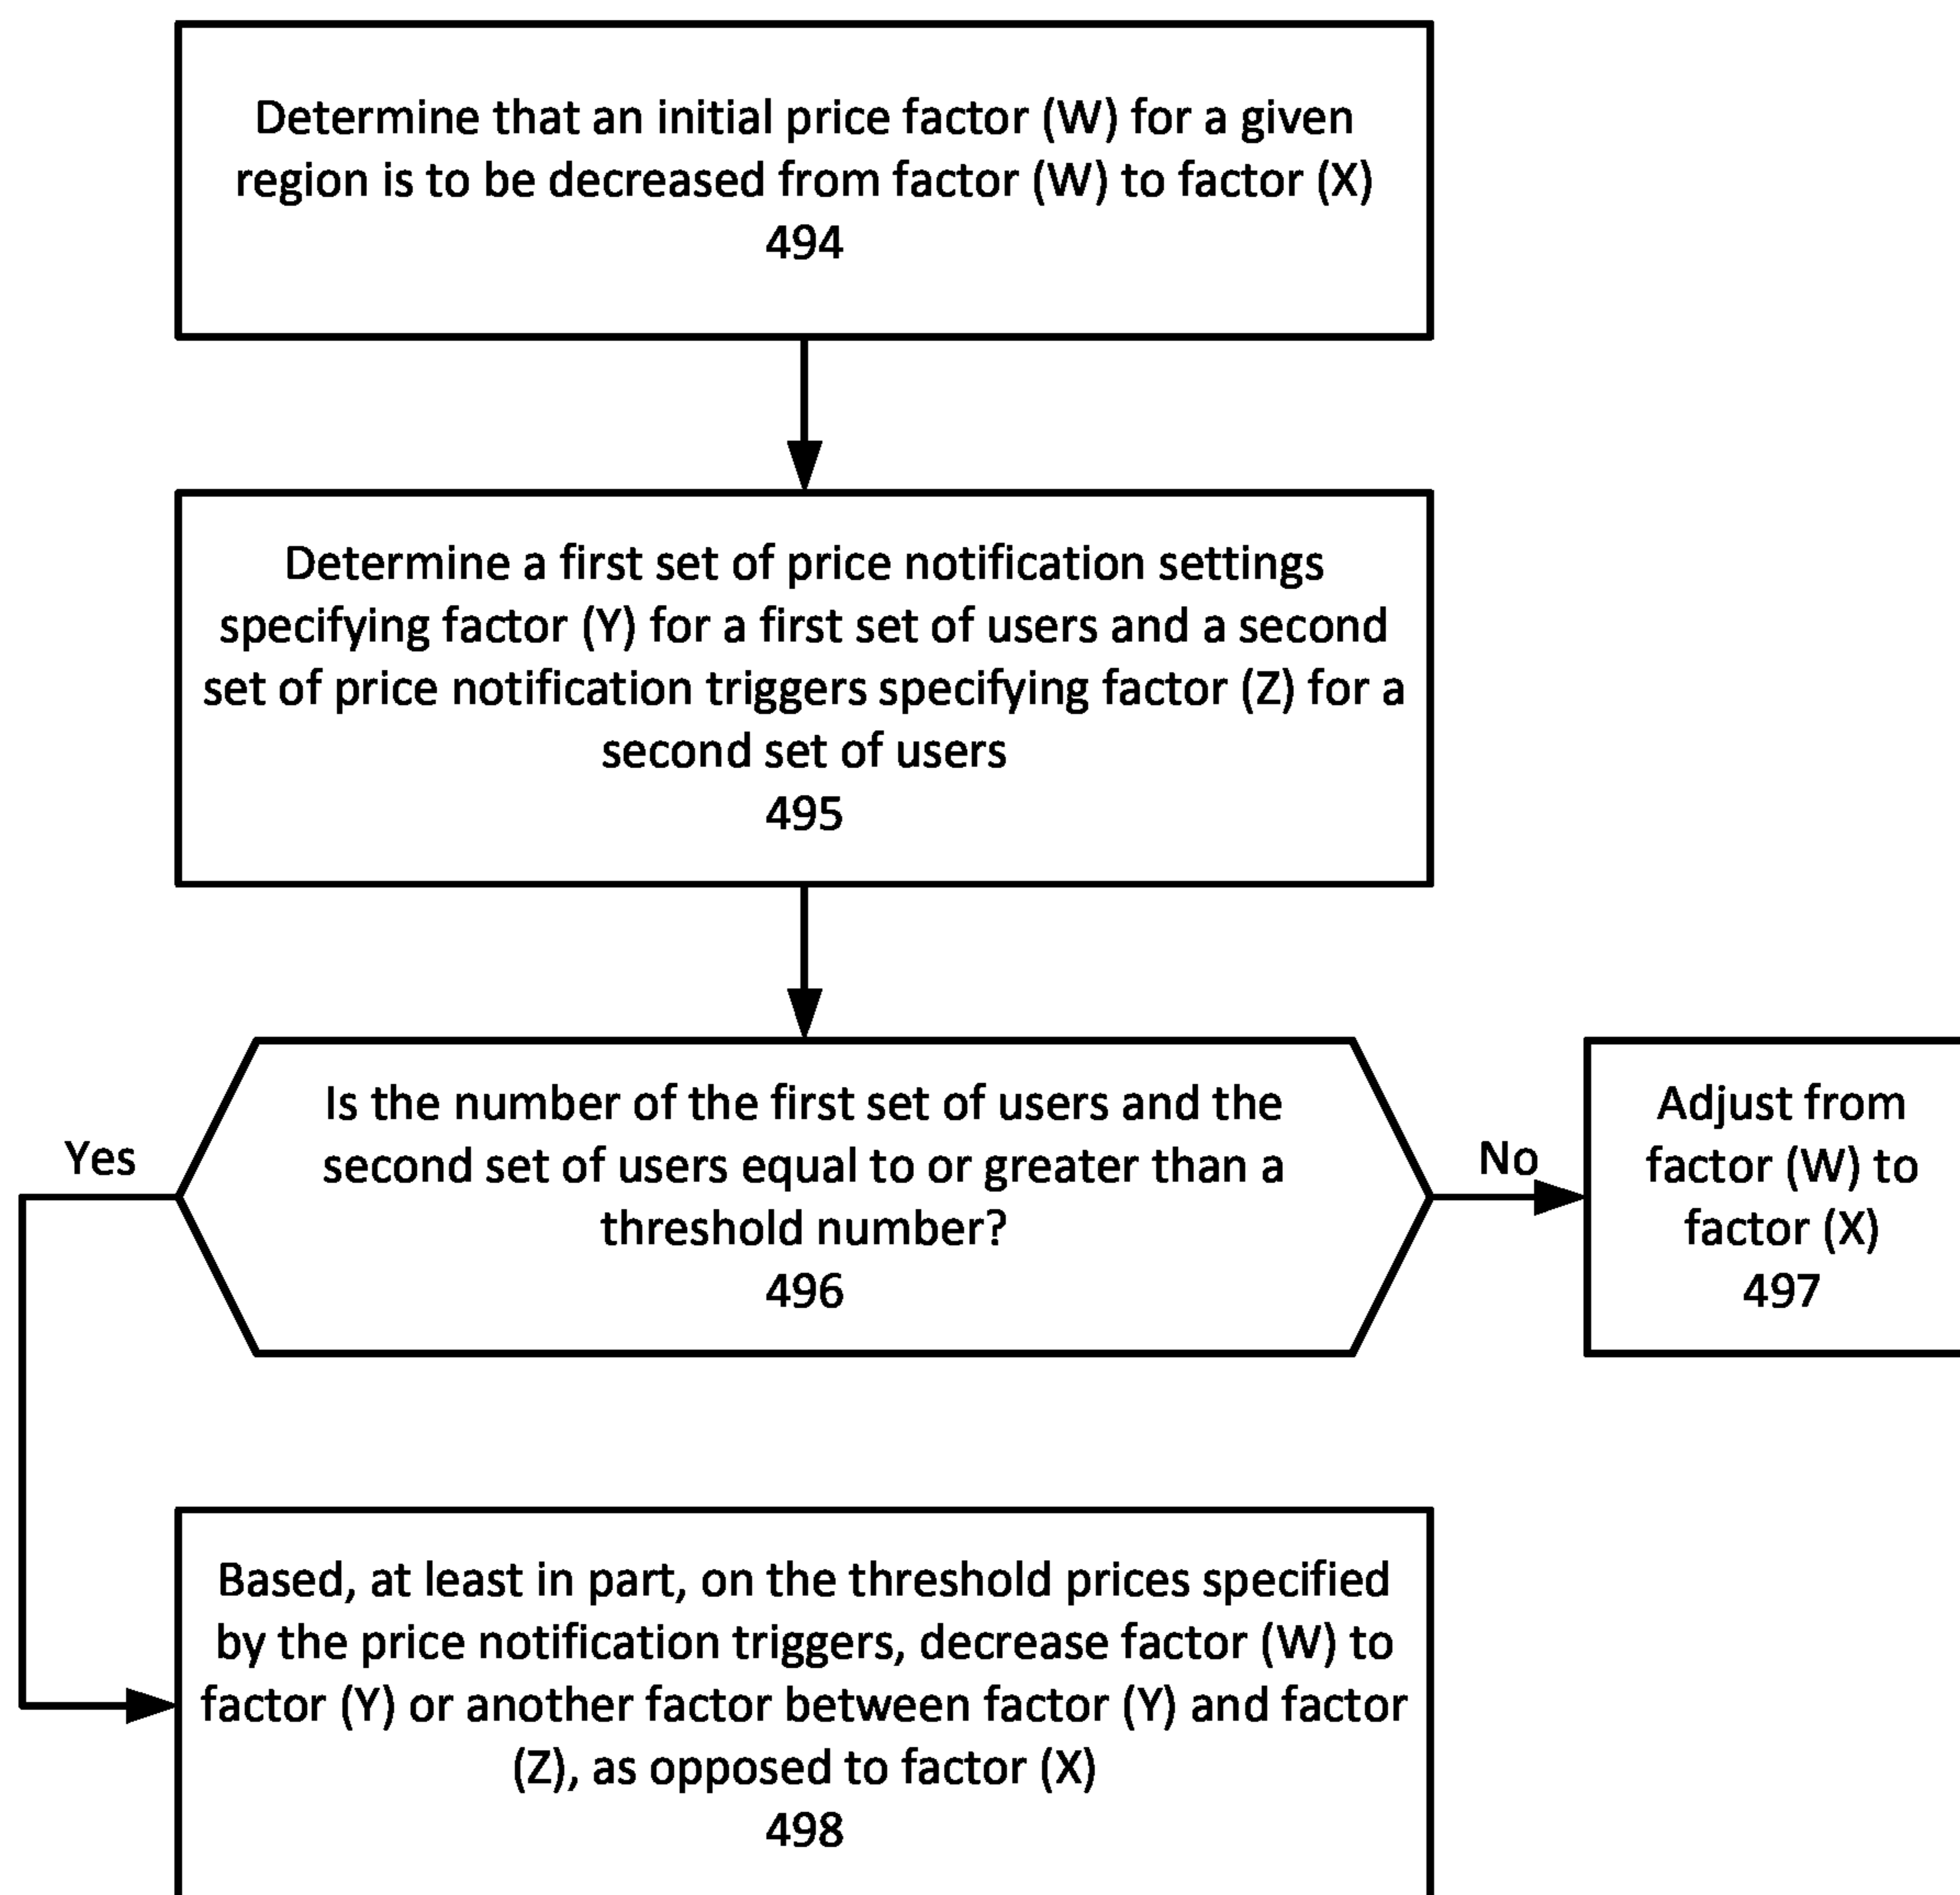 Determine that an initial price factor (W) for a given
region is to be decreased from factor (W) to factor (X)
494
Determine a first set of price notification settings
specifying factor (Y) for a first set of users and a second
set of price notification triggers specifying factor (Z) for a
second set of users
495
Is the number of the first set of users and the
second set of users equal to or greater than a
threshold number?
496
Yes
No
Adjust from
factor (W) to
factor (X)
497
Based, at least in part, on the threshold prices specified
by the price notification triggers, decrease factor (W) to
factor (Y) or another factor between factor (Y) and factor
(Z), as opposed to factor (X)
498